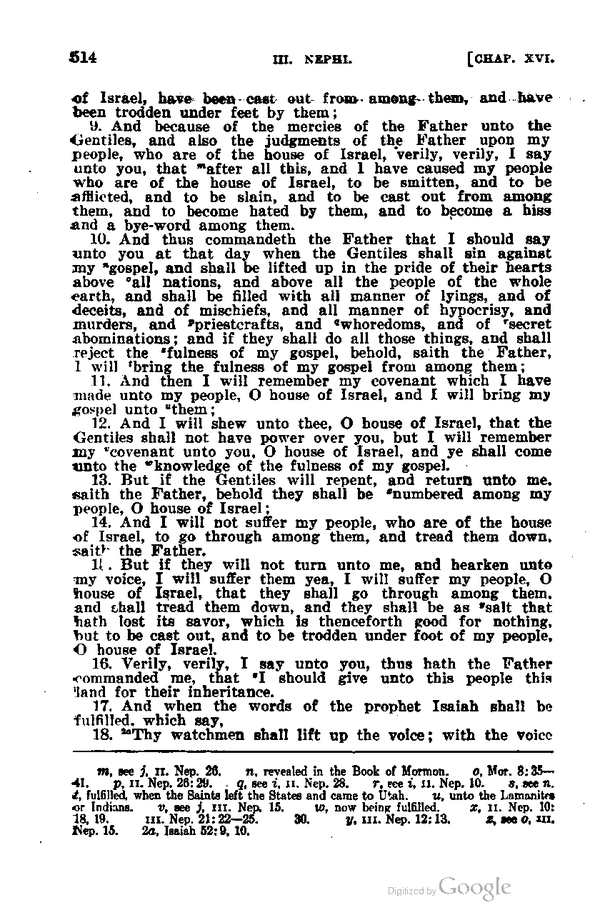 514 III. NEPHI. [CHAP. XVI.
of Israel, have been cast out from among them, and have
been trodden under feet by them;
9. And because of the mercies of the Father unto the
Gentiles, and also the judgments of the Father upon my
people, who are of the house of Israel, verily, verily, I say
unto you, that ᵐafter all this, and I have caused my people
who are of the house of Israel, to be smitten, and to be
afflicted, and to be slain, and to be cast out from among
them, and to become hated by them, and to become a hiss
and a bye-word among them.
10. And thus commandeth the Father that I should say
unto you at that day when the Gentiles shall sin against
my ⁿgospel, and shall be lifted up in the pride of their hearts
above ᵒall nations, and above all the people of the whole
earth, and shall be filled with all manner of lyings, and of
deceits, and of mischiefs, and all manner of hypocrisy, and
murders, and ᵖpriestcrafts, and ᑫwhoredoms, and of ʳsecret
abominations; and if they shall do all those things, and shall
reject the ˢfulness of my gospel, behold, saith the Father,
I will ᵗbring the fulness of my gospel from among them;
11. And then I will remember my covenant which I have
made unto my people, O house of Israel, and I will bring my
gospel unto ᵘthem;
12. And I will shew unto thee, O house of Israel, that the
Gentiles shall not have power over you, but I will remember
my ᵛcovenant unto you, O house of Israel, and ye shall come
unto the ʷknowledge of the fulness of my gospel.
13. But if the Gentiles will repent, and return unto me,
saith the Father, behold they shall be ˣnumbered among my
people, O house of Israel;
14. And I will not suffer my people, who are of the house
of Israel, to go through among them, and tread them down,
saith the Father.
15. But if they will not turn unto me, and hearken unto
my voice, I will suffer them yea, I will suffer my people, O
house of Israel, that they shall go through among them,
and shall tread them down, and they shall be as ʸsalt that
hath lost its savor, which is thenceforth good for nothing,
but to be cast out, and to be trodden under foot of my people,
O house of Israel.
16. Verily, verily, I say unto you, thus hath the Father
commanded me, that ᶻI should give unto this people this
land for their inheritance.
17. And when the words of the prophet Isaiah shall be
fulfilled, which say,
18. ²ᵃThy watchmen shall lift up the voice; with the voice
m, see j, II. Nep. 26. n, revealed in the Book of Mormon. o, Mor. 8:35—
41. p, II. Nep. 26:29. q, see i, II. Nep. 28. r, see i, II. Nep. 10. s, see n.
t, fulfilled, when the Saints left the States and came to Utah. u, unto the Lamanites
or Indians. v, see j, III. Nep. 15. w, now being fulfilled. x, II. Nep. 10:
18, 19. III. Nep. 21:22—25. 30. y, III. Nep. 12:13. z, see o, III.
Nep. 15. 2a, Isaiah 52:9, 10.
Digitized by Google